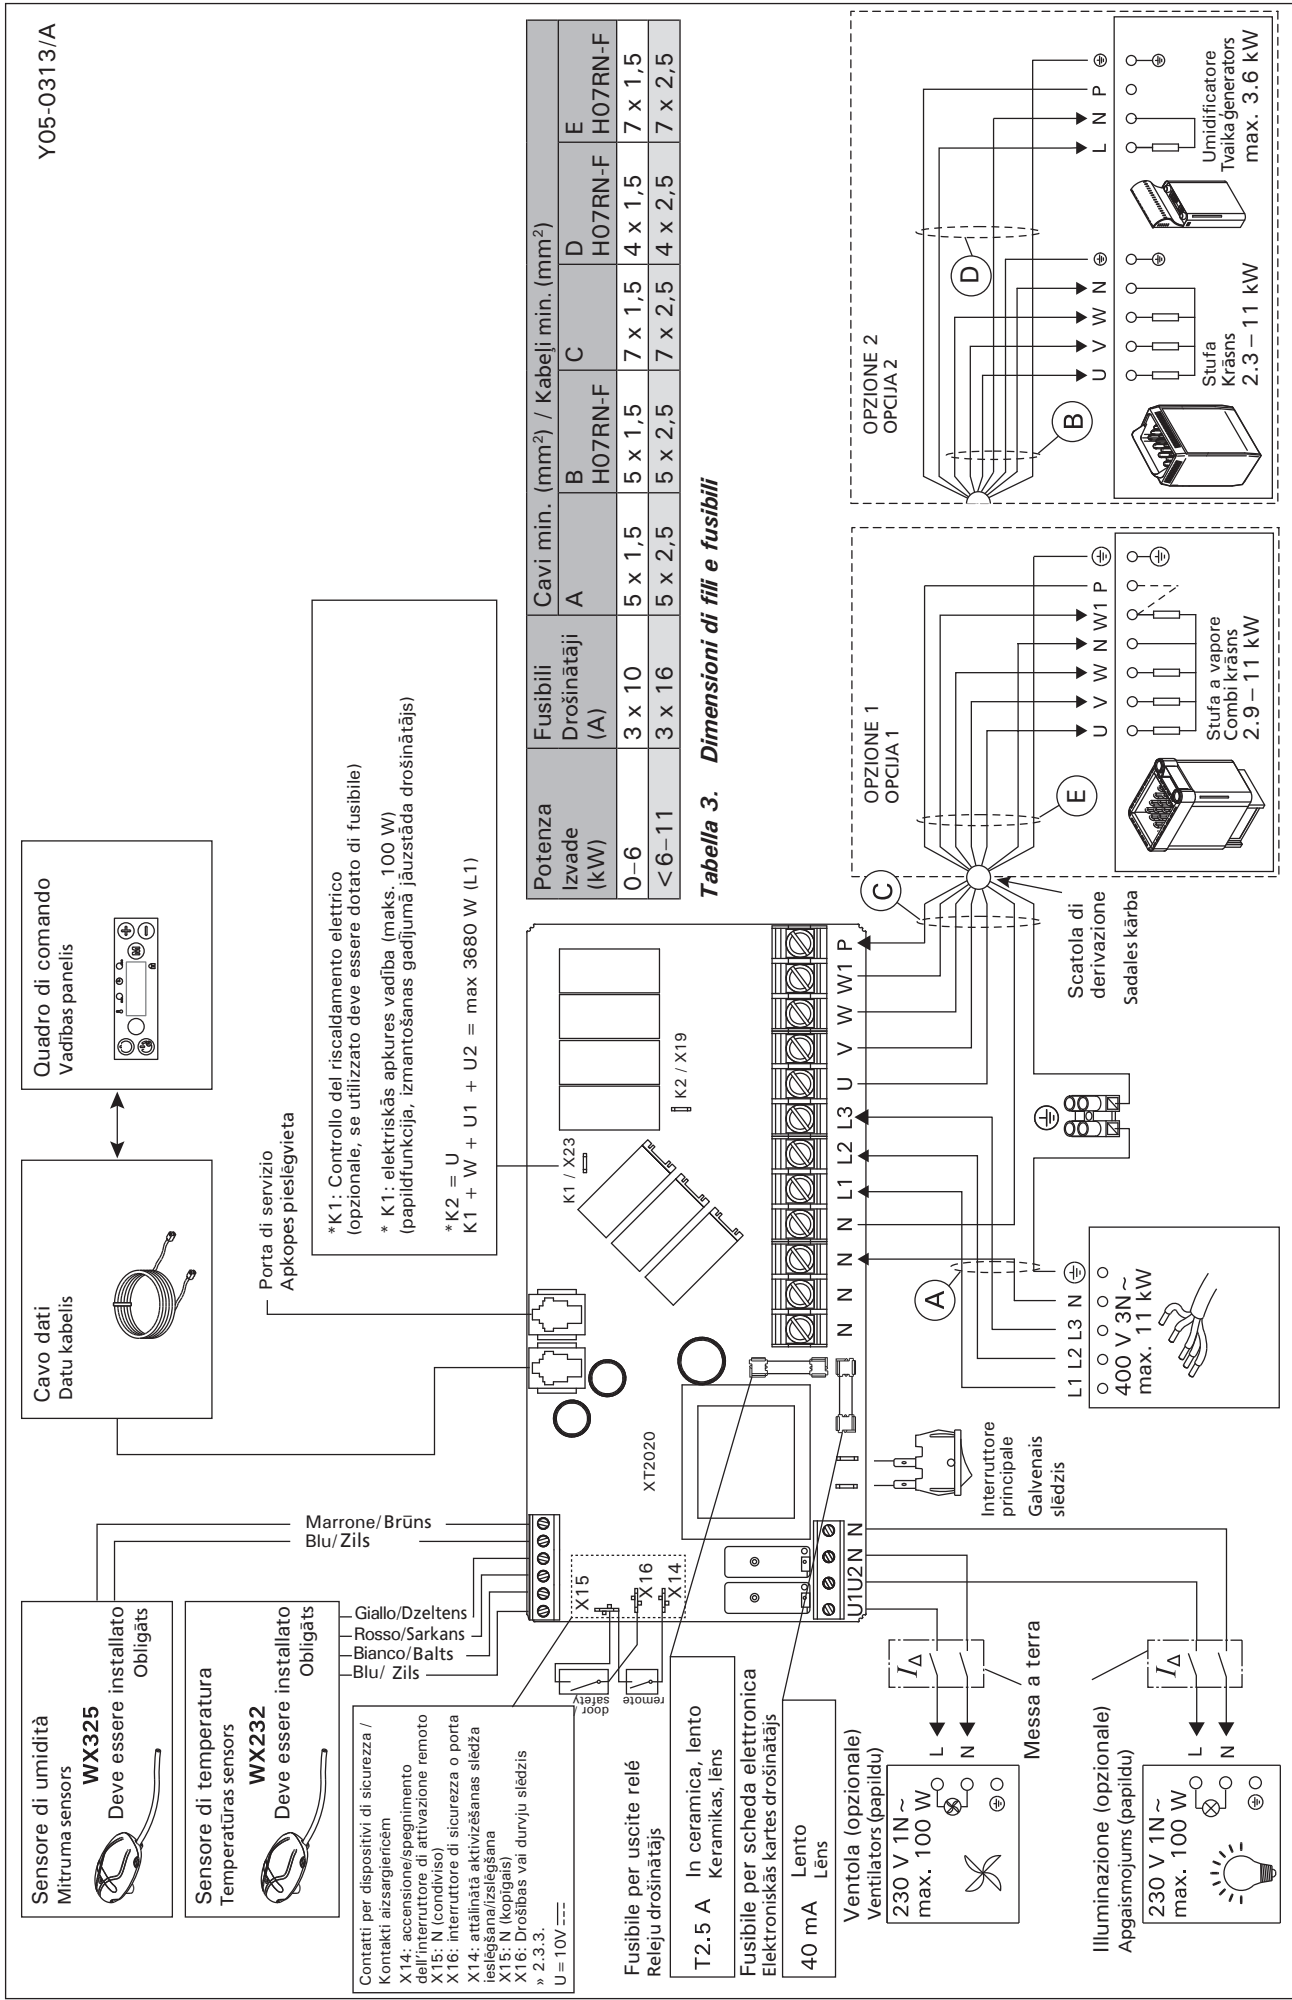 Y05-0313/A
Sensore di umidità
Mitruma sensors
WX325
Deve essere installato
Obligāts
Sensore di temperatura
Temperatūras sensors
WX232
Deve essere installato
Obligāts
Marrone/Brūns
Blu/Zils
Giallo/Dzeltens
Rosso/Sarkans
Bianco/Balts
Blu/ Zils
Cavo dati
Datu kabelis
Quadro di comando
Vadības panelis
Porta di servizio
Apkopes pieslēgvieta
*K1: Controllo del riscaldamento elettrico
(opzionale, se utilizzato deve essere dotato di fusibile)
* K1: elektriskās apkures vadība (maks. 100 W)
(papildfunkcija, izmantošanas gadījumā jāuzstāda drošinātājs)
*K2 = U
K1 + W + U1 + U2 = max 3680 W (L1)
Contatti per dispositivi di sicurezza /
Kontakti aizsargierīcēm
X14: accensione/spegnimento
dell'interruttore di attivazione remoto
X15: N (condiviso)
X16: interruttore di sicurezza o porta
X14: attālinātā aktivizēšanas slēdža
ieslēgšana/izslēgšana
X15: N (kopīgais)
X16: Drošības vai durvju slēdzis
» 2.3.3.
U=10V
door/
safety
remote
X15
X16
X14
XT2020
K1 / X23
K2 / X19
Potenza
Izvade
(kW)
Fusibili
Drošinātāji
(A)
Cavi min. (mm²) / Kabeļi min. (mm²)
A
B
H07RN-F
C
D
H07RN-F
E
H07RN-F
0–6 3 x 10 5 x 1,5 5 x 1,5 7 x 1,5 4 x 1,5 7 x 1,5
<6–11 3 x 16 5 x 2,5 5 x 2,5 7 x 2,5 4 x 2,5 7 x 2,5
Tabella 3. Dimensioni di fili e fusibili
Fusibile per uscite relé
Releju drošinātājs
T2.5 A
In ceramica, lento
Keramikas, lēns
Fusibile per scheda elettronica
Elektroniskās kartes drošinātājs
40 mA
Lento
Lēns
U1 U2 N N
N N N N L1 L2 L3 U V W W1 P
Interruttore
principale
Galvenais
slēdzis
Ventola (opzionale)
Ventilators (papildu)
230 V 1N~
max. 100 W
L
N
IΔ
Messa a terra
Illuminazione (opzionale)
Apgaismojums (papildu)
230 V 1N~
max. 100 W
L
N
IΔ
A
L1 L2 L3 N
400 V 3N~
max. 11 kW
C
Scatola di
derivazione
Sadales kārba
OPZIONE 1
OPCIJA 1
E
U V W N W1 P
Stufa a vapore
Combi krāsns
2.9–11 kW
OPZIONE 2
OPCIJA 2
B
D
U V W N
L N P
Stufa
Krāsns
2.3–11 kW
Umidificatore
Tvaika ģenerators
max. 3.6 kW